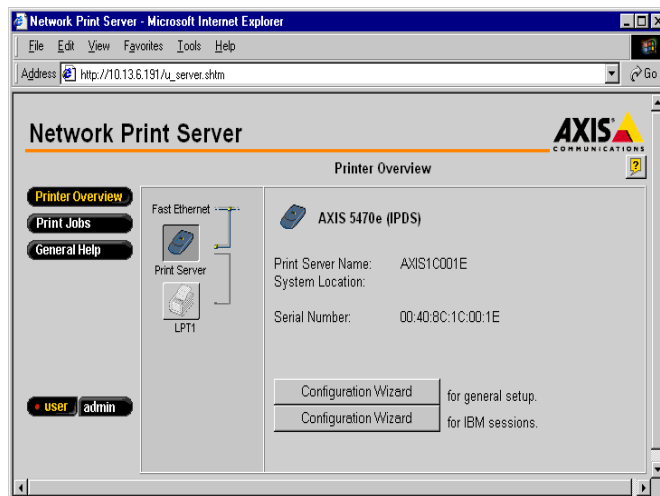 Network Print Server - Microsoft Internet Explorer
File Edit View Favorites Tools Help
Address http://10.13.6.191/u_server.shtm Go
Network Print Server
AXIS
COMMUNICATIONS
Printer Overview
?
Printer Overview
Print Jobs
General Help
user admin
Fast Ethernet
Print Server
LPT1
AXIS 5470e (IPDS)
Print Server Name: AXIS1C001E
System Location:
Serial Number: 00:40:8C:1C:00:1E
Configuration Wizard for general setup.
Configuration Wizard for IBM sessions.